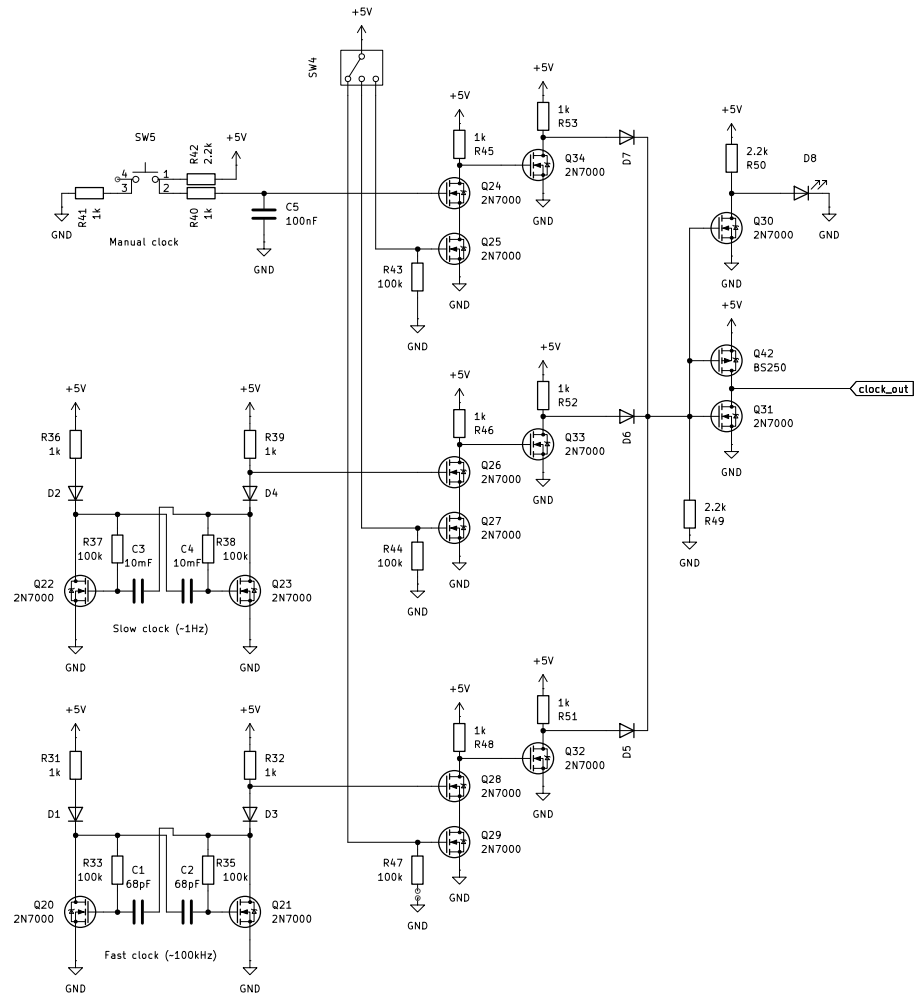 +5V
SW4
+5V
+5V
1k
R53
+5V
1k
R45
D7
Q34
2N7000
+5V
2.2k
R50
D8
SW5
R42
2.2k
+5V
4
1
3
2
R41
1k
R40
1k
GND
Manual clock
C5
100nF
GND
Q24
2N7000
GND
GND
Q30
2N7000
Q25
2N7000
R43
100k
GND
GND
GND
+5V
Q42
BS250
clock_out
Q31
2N7000
GND
+5V
1k
R52
+5V
1k
R46
D6
Q33
2N7000
GND
+5V
+5V
R36
1k
R39
1k
Q26
2N7000
D2
D4
2.2k
R49
GND
Q27
2N7000
R44
100k
GND
GND
R37
100k
C3
10mF
C4
10mF
R38
100k
Q22
2N7000
Q23
2N7000
Slow clock (~1Hz)
GND
GND
+5V
1k
R51
+5V
1k
R48
D5
Q32
2N7000
GND
+5V
+5V
R31
1k
R32
1k
Q28
2N7000
D1
D3
Q29
2N7000
R47
100k
GND
GND
R33
100k
C1
68pF
C2
68pF
R35
100k
Q20
2N7000
Q21
2N7000
Fast clock (~100kHz)
GND
GND